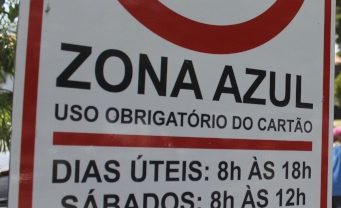 ZONA AZUL
USO OBRIGATÓRIO DO CARTÃO
DIAS ÚTEIS: 8h ÀS 18h
SÁBADOS: 8h ÀS 12h